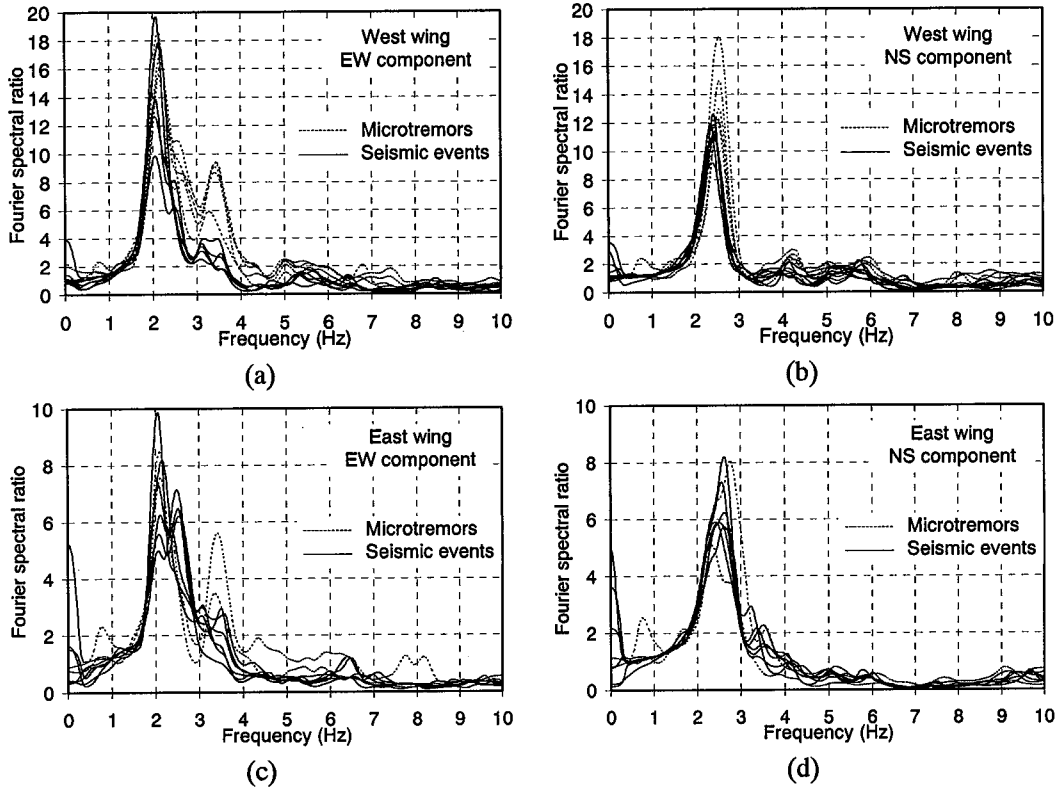 20
18
16
14
12
10
8
6
4
2
0
Fourier spectral ratio
West wing
EW component
Microtremors
Seismic events
0 1 2 3 4 5 6 7 8 9 10
Frequency (Hz)
(a)
20
18
16
14
12
10
8
6
4
2
0
Fourier spectral ratio
West wing
NS component
Microtremors
Seismic events
0 1 2 3 4 5 6 7 8 9 10
Frequency (Hz)
(b)
10
8
6
4
2
0
Fourier spectral ratio
East wing
EW component
Microtremors
Seismic events
0 1 2 3 4 5 6 7 8 9 10
Frequency (Hz)
(c)
10
8
6
4
2
0
Fourier spectral ratio
East wing
NS component
Microtremors
Seismic events
0 1 2 3 4 5 6 7 8 9 10
Frequency (Hz)
(d)